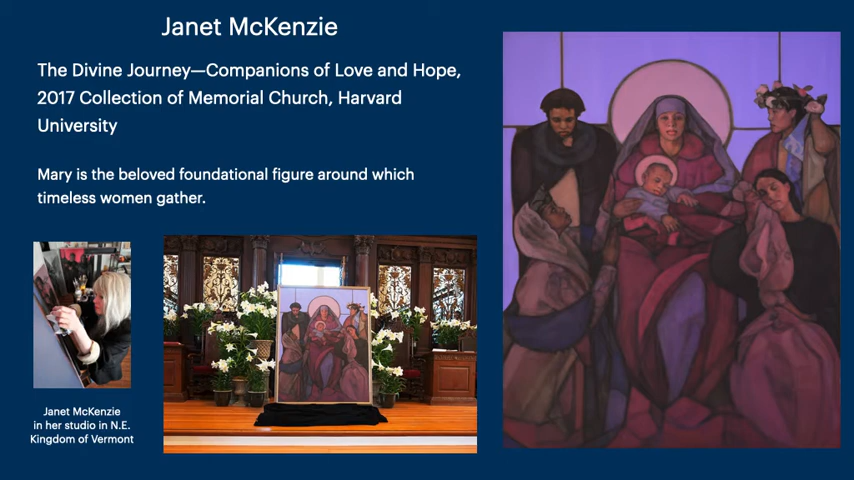 Janet McKenzie
The Divine Journey—Companions of Love and Hope,
2017 Collection of Memorial Church, Harvard
University
Mary is the beloved foundational figure around which
timeless women gather.
Janet McKenzie
in her studio in N.E.
Kingdom of Vermont